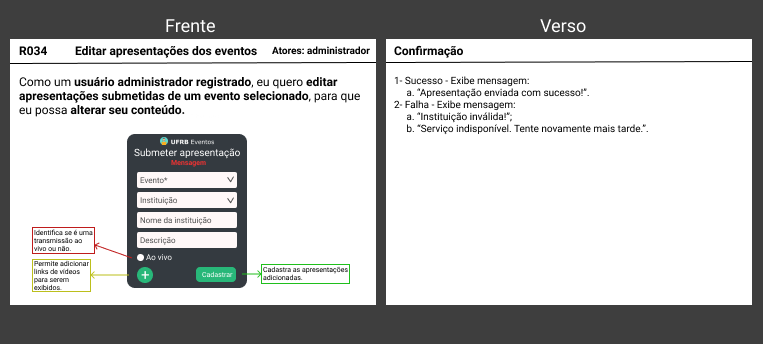 Frente
R034 Editar apresentações dos eventos Atores: administrador
Como um usuário administrador registrado, eu quero editar
apresentações submetidas de um evento selecionado, para que
eu possa alterar seu conteúdo.
UFRB Eventos
Submeter apresentação
Mensagem
Evento*
Instituição
Nome da instituição
Descrição
Ao vivo
+
Cadastrar
Identifica se é uma
transmissão ao
vivo ou não.
Permite adicionar
links de vídeos
para serem
exibidos.
Cadastra as apresentações
adicionadas.
Verso
Confirmação
1- Sucesso - Exibe mensagem:
a. “Apresentação enviada com sucesso!”.
2- Falha - Exibe mensagem:
a. “Instituição inválida!”;
b. “Serviço indisponível. Tente novamente mais tarde.”.